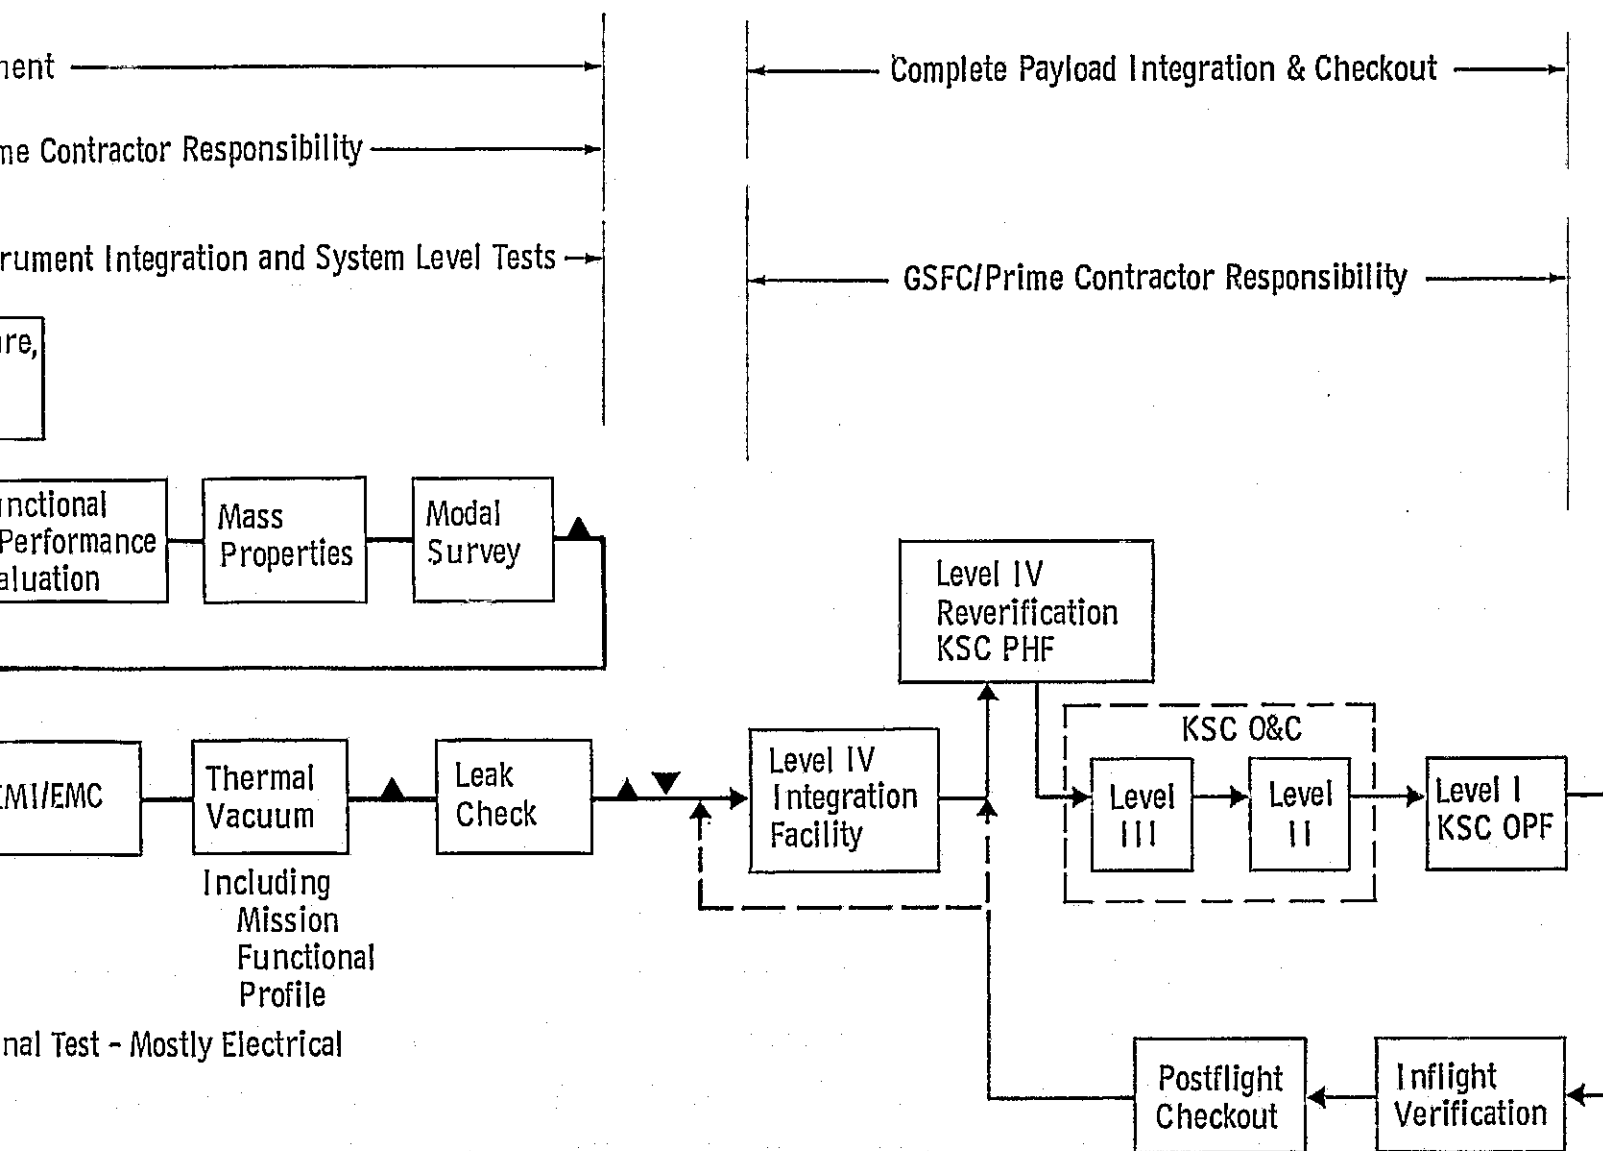 nent
Complete Payload Integration & Checkout
me Contractor Responsibility
rument Integration and System Level Tests
GSFC/Prime Contractor Responsibility
re,
nctional
Performance
aluation
Mass
Properties
Modal
Survey
Level IV
Reverification
KSC PHF
EMI/EMC
Thermal
Vacuum
Leak
Check
Level IV
Integration
Facility
KSC O&C
Level
III
Level
II
Level I
KSC OPF
Including
Mission
Functional
Profile
nal Test - Mostly Electrical
Postflight
Checkout
Inflight
Verification